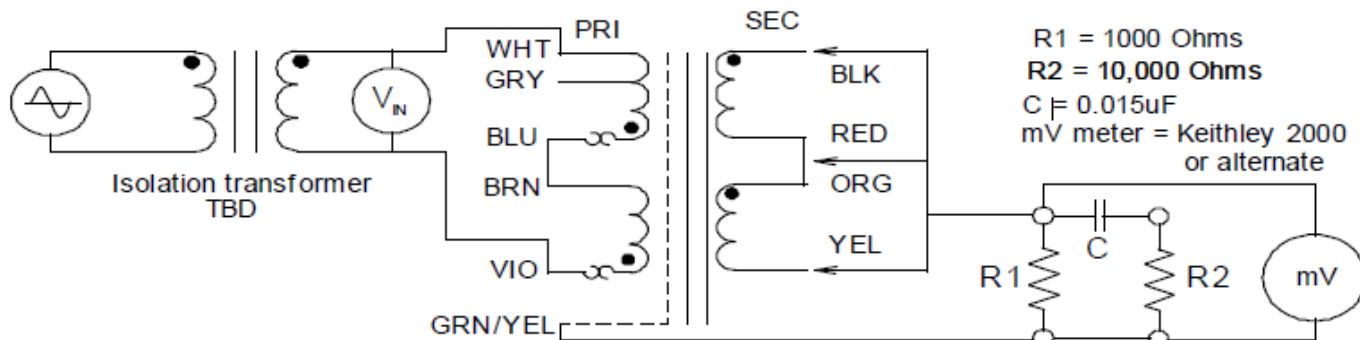 PRI
SEC
WHT
GRY
BLU
BRN
VIO
GRN/YEL
V_IN
Isolation transformer
TBD
BLK
RED
ORG
YEL
R1 = 1000 Ohms
R2 = 10,000 Ohms
C = 0.015uF
mV meter = Keithley 2000
or alternate
R1
C
R2
mV